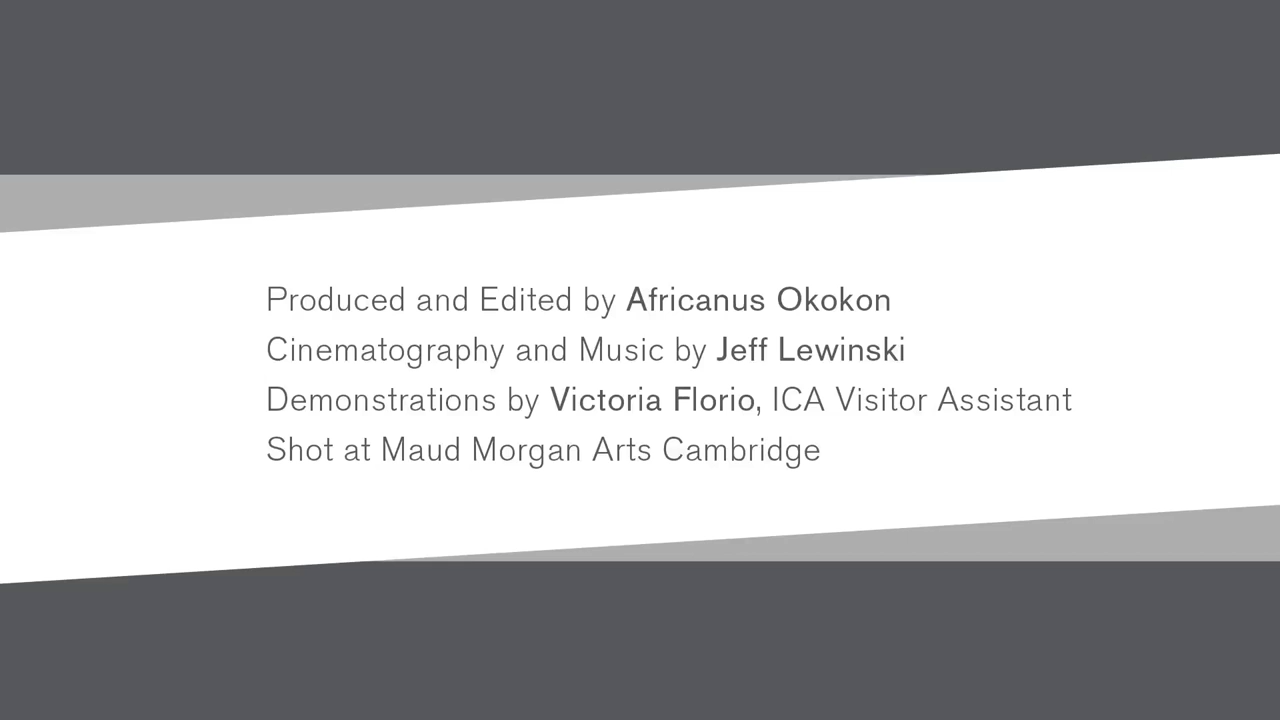 Produced and Edited by Africanus Okokon
Cinematography and Music by Jeff Lewinski
Demonstrations by Victoria Florio, ICA Visitor Assistant
Shot at Maud Morgan Arts Cambridge